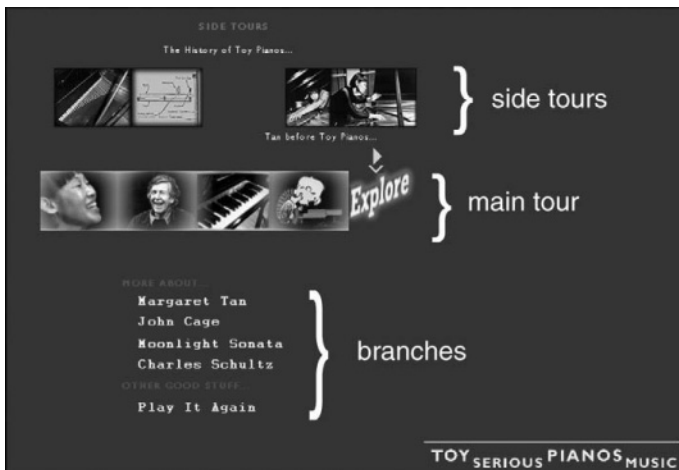 SIDE TOURS
The History of Toy Pianos...
side tours
Tan before Toy Pianos...
Explore
main tour
MORE ABOUT...
Margaret Tan
John Cage
Moonlight Sonata
Charles Schultz
branches
OTHER GOOD STUFF...
Play It Again
TOY SERIOUS PIANOS MUSIC